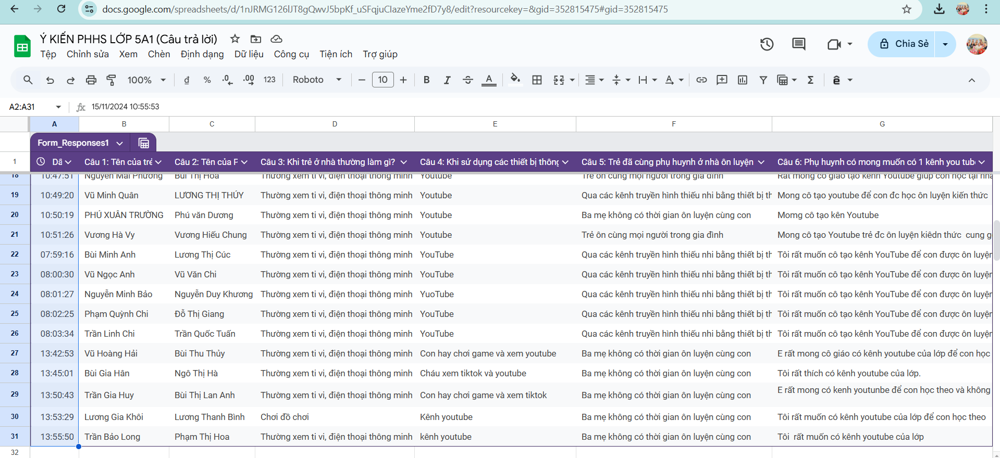 docs.google.com/spreadsheets/d/1nJRMG126lJT8gQwvJ5bpKf_uSFqjuCIazeYme2fD7y8/edit?resourcekey=&gid=352815475#gid=352815475
Ý KIẾN PHHS LỚP 5A1 (Câu trả lời)
Tệp Chỉnh sửa Xem Chèn Định dạng Dữ liệu Công cụ Tiện ích Trợ giúp
Chia Sẻ
100% đ % .0 .00 123 Roboto 10 B I A A Σ ê
A2:A31 fx 15/11/2024 10:55:53
A B C D E F G
Form_Responses1
1 Dấ Câu 1: Tên của trẻ Câu 2: Tên của P Câu 3: Khi trẻ ở nhà thường làm gì? Câu 4: Khi sử dụng các thiết bị thông Câu 5: Trẻ đã cùng phụ huynh ở nhà ôn luyện Câu 6: Phụ huynh có mong muốn có 1 kênh you tub
18 10:47:51 Nguyễn Mai Phương Bùi Thị Hoa Thường xem ti vi, điện thoại thông minh Youtube Trẻ ôn cùng mọi người trong gia đình Rất mong cô giáo tạo kênh Youtube giúp con học tại nhà
19 10:49:20 Vũ Minh Quân LƯƠNG THỊ THÚY Thường xem ti vi, điện thoại thông minh Youtube Qua các kênh truyền hình thiếu nhi bằng thiết bị th Mong cô tạo youtube để con đc học ôn luyện kiến thức
20 10:50:19 PHÚ XUÂN TRƯỜNG Phú văn Dương Thường xem ti vi, điện thoại thông minh Youtube Ba mẹ không có thời gian ôn luyện cùng con Momg cô tạo kên Youtube
21 10:51:26 Vương Hà Vy Vương Hiếu Chung Thường xem ti vi, điện thoại thông minh Youtube Trẻ ôn cùng mọi người trong gia đình Mong cô tạo Youtube trẻ đc ôn luyện kiêdn thức cung g
22 07:59:16 Bùi Minh Anh Lương Thị Cúc Thường xem ti vi, điện thoại thông minh YouTube Qua các kênh truyền hình thiếu nhi bằng thiết bị th Tôi rất muốn cô tạo kênh YouTube để con được ôn luyện
23 08:00:30 Vũ Ngọc Anh Vũ Văn Chi Thường xem ti vi, điện thoại thông minh YouTube Qua các kênh truyền hình thiếu nhi bằng thiết bị th Tôi rất muốn cô tạo kênh YouTube để con được ôn luyện
24 08:01:27 Nguyễn Minh Bảo Nguyễn Duy Khương Thường xem ti vi, điện thoại thông minh YuoTube Qua các kênh truyền hình thiếu nhi bằng thiết bị th Tôi rất muốn cô tạo kênh YouTube để con được ôn luyện
25 08:02:25 Phạm Quỳnh Chi Đỗ Thị Giang Thường xem ti vi, điện thoại thông minh YouTube Qua các kênh truyền hình thiếu nhi bằng thiết bị th Tôi rất muốn cô tạo kênh YouTube để con được ôn luyện
26 08:03:34 Trần Linh Chi Trần Quốc Tuấn Thường xem ti vi, điện thoại thông minh YouTube Qua các kênh truyền hình thiếu nhi bằng thiết bị th Tôi rất muốn cô tạo kênh YouTube để con được ôn luyện
27 13:42:53 Vũ Hoàng Hải Bùi Thu Thủy Thường xem ti vi, điện thoại thông minh Con hay chơi game và xem youtube Ba mẹ không có thời gian ôn luyện cùng con E rất mong cô giáo có kênh youtube của lớp để con học
28 13:45:01 Bùi Gia Hân Ngô Thị Hà Thường xem ti vi, điện thoại thông minh Cháu xem tiktok và youtube Ba mẹ không có thời gian ôn luyện cùng con Tôi rất thích có kênh youtube của lớp.
29 13:50:43 Trần Gia Huy Bùi Thị Lan Anh Thường xem ti vi, điện thoại thông minh Con hay chơi game và xem tiktok Ba mẹ không có thời gian ôn luyện cùng con E rất mong có kenh youtunbe để con học theo và không
30 13:53:29 Lương Gia Khôi Lương Thanh Bình Chơi đồ chơi Kênh youtube Ba mẹ không có thời gian ôn luyện cùng con Tôi rất muốn có kênh youtube của lớp để con học theo
31 13:55:50 Trần Bảo Long Phạm Thị Hoa Thường xem ti vi, điện thoại thông minh kênh youtube Ba mẹ không có thời gian ôn luyện cùng con Tôi rất muốn có kênh youtube của lớp
32